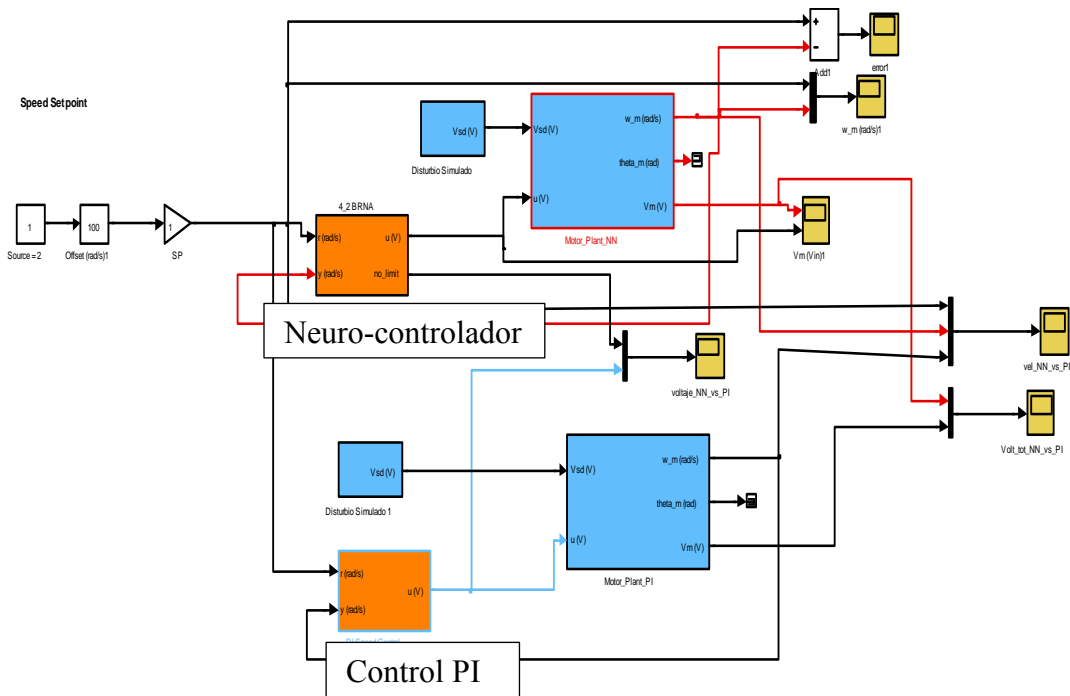 Speed Setpoint
1
Source = 2
100
Offset (rad/s)1
1
SP
Vsd (V)
Disturbio Simulado
4_2 BRNA
r (rad/s)
y (rad/s)
u (V)
no_limit
Vsd (V)
u (V)
w_m (rad/s)
theta_m (rad)
Vm (V)
Motor_Plant_NN
+
−
Add1
error1
w_m (rad/s)1
Vm (Vin)1
Neuro-controlador
voltaje_NN_vs_PI
vel_NN_vs_PI
Volt_tot_NN_vs_PI
Vsd (V)
Disturbio Simulado 1
Vsd (V)
u (V)
w_m (rad/s)
theta_m (rad)
Vm (V)
Motor_Plant_PI
r (rad/s)
y (rad/s)
u (V)
Control PI